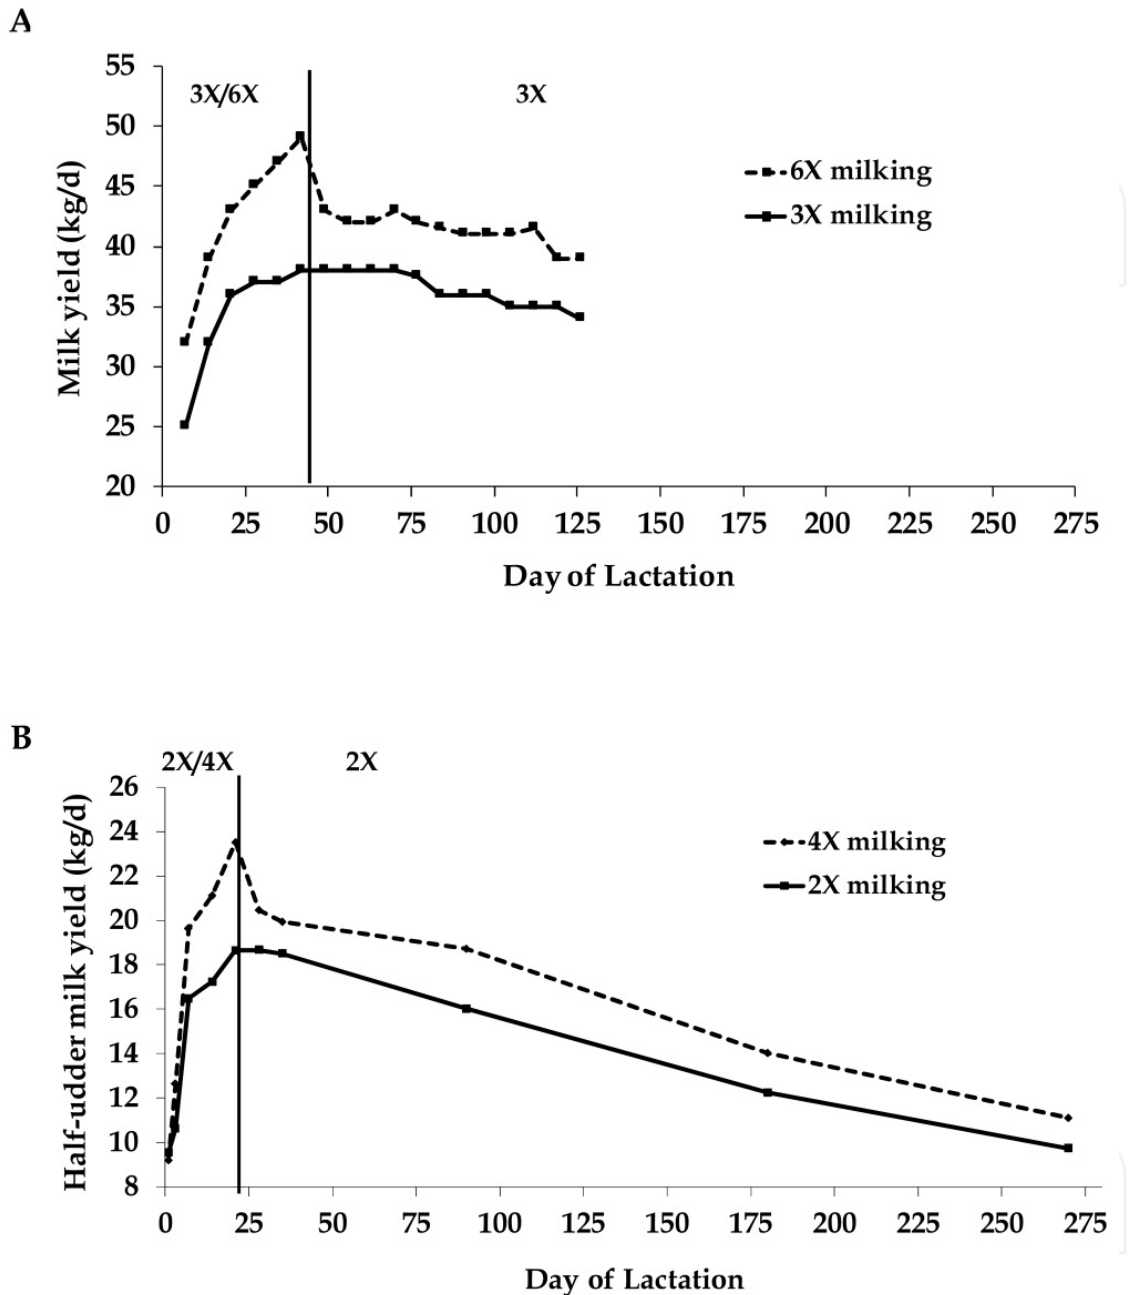 A
55
3X/6X 3X
50
45
40
35
30
25
20
Milk yield (kg/d)
6X milking
3X milking
0 25 50 75 100 125 150 175 200 225 250 275
Day of Lactation
B
2X/4X 2X
26
24
22
20
18
16
14
12
10
8
Half-udder milk yield (kg/d)
4X milking
2X milking
0 25 50 75 100 125 150 175 200 225 250 275
Day of Lactation